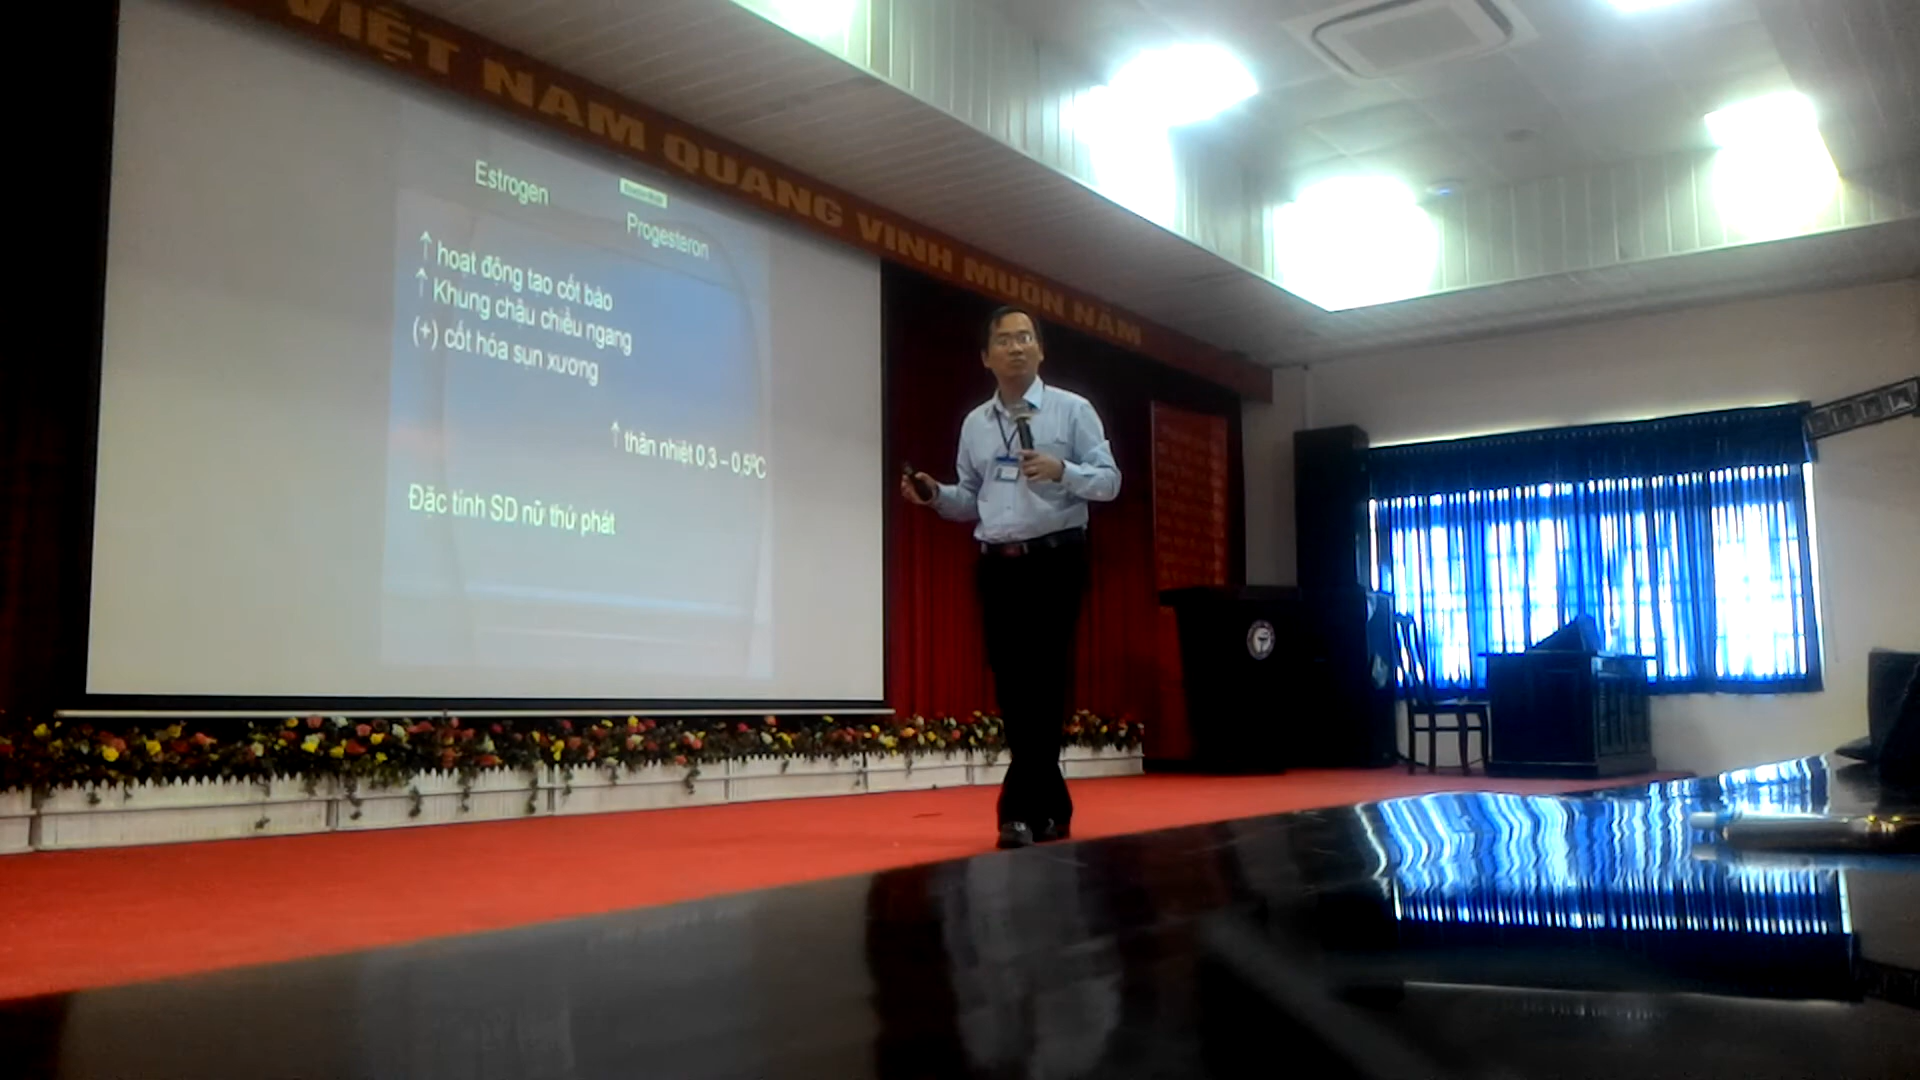 VIỆT NAM QUANG VINH MUÔN NĂM
Estrogen
Progesteron
↑ hoạt động tạo cốt bào
↑ Khung chậu chiều ngang
(+) cốt hóa sụn xương
↑ thân nhiệt 0.3 – 0,5⁰C
Đặc tính SD nữ thứ phát